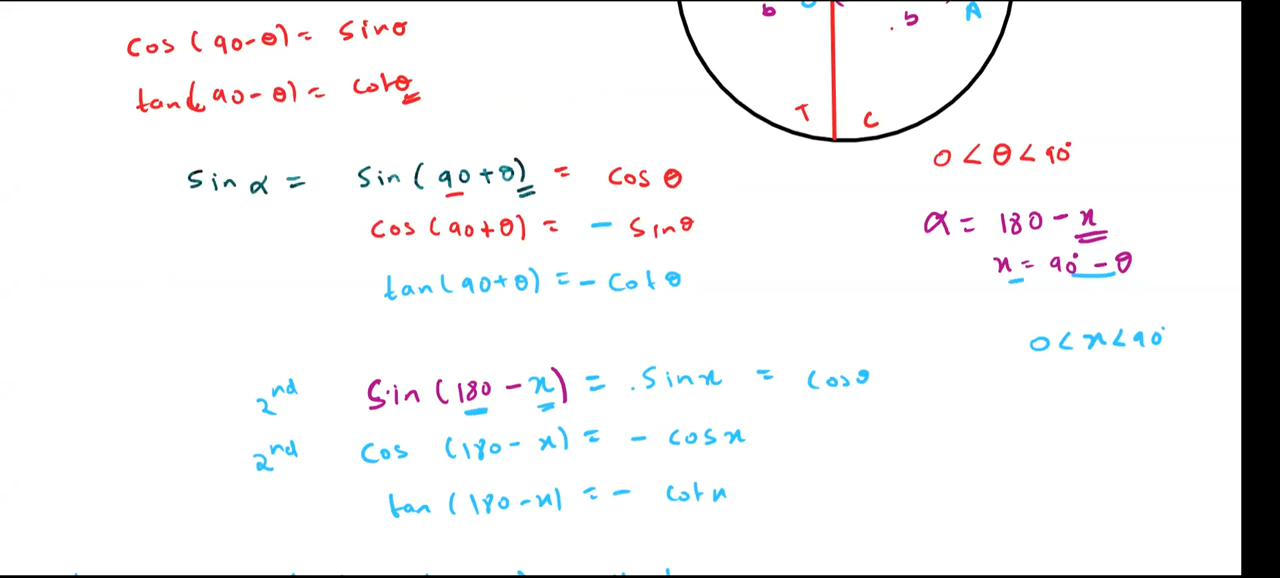 cos(90-θ)= sinθ
tan(90-θ)= cotθ
b
b A
T C
0<θ<90°
sin α = sin(90+θ) = cos θ
cos(90+θ) = - sinθ
α = 180 - x
x = 90° - θ
tan(90+θ) = - cot θ
0<x<90°
2nd sin(180-x) = .sinx = cosθ
2nd cos (180-x) = - cosx
tan(180-x) = - cotx